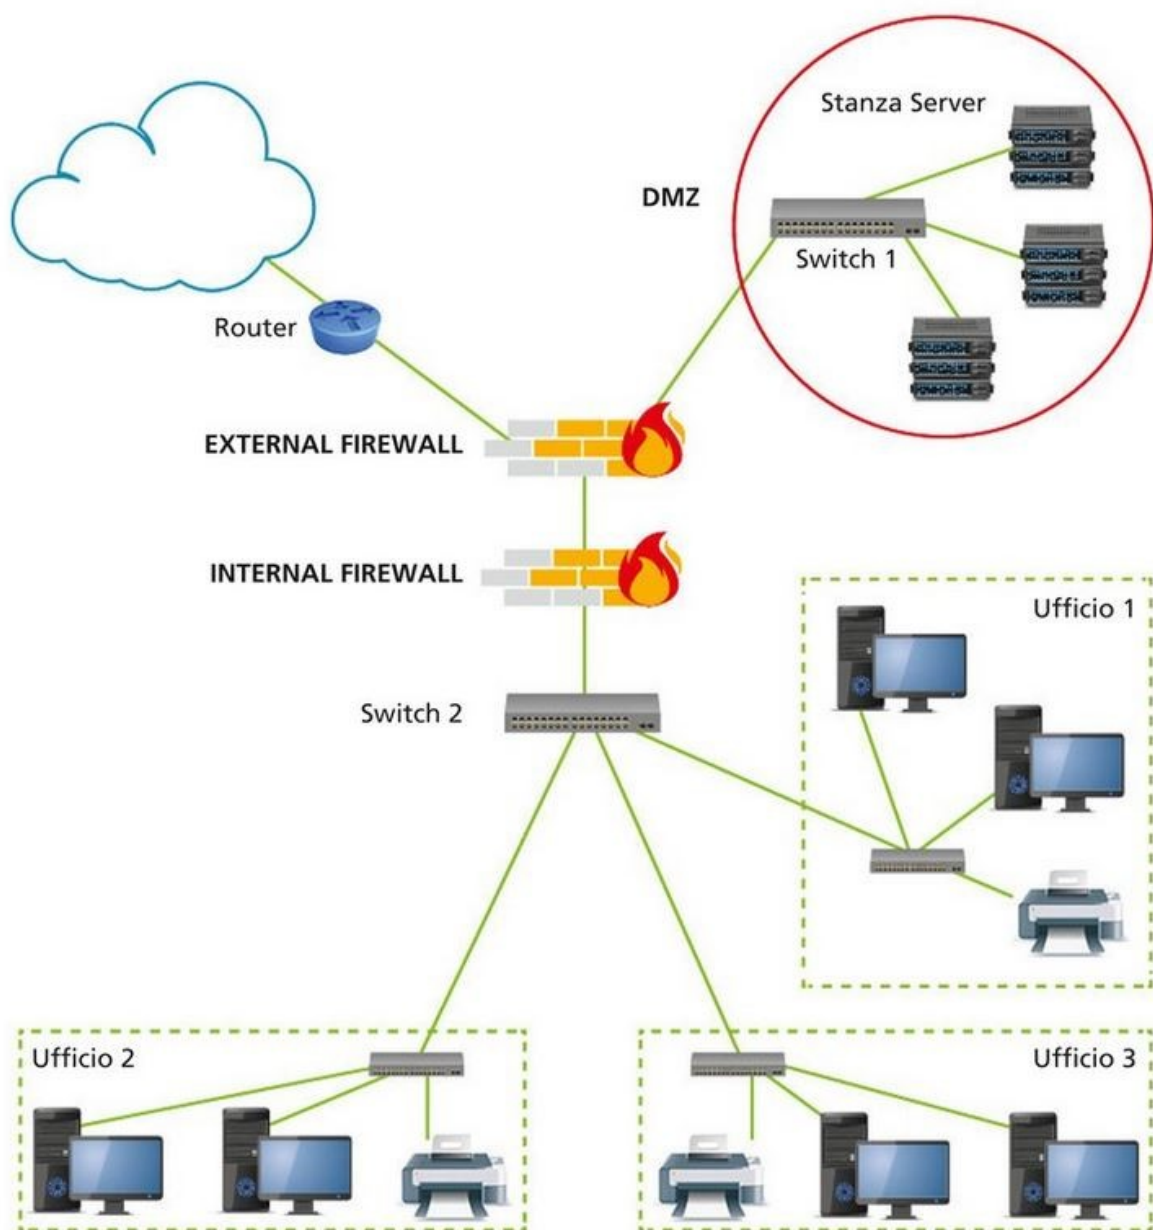 Stanza Server
DMZ
Switch 1
Router
EXTERNAL FIREWALL
INTERNAL FIREWALL
Ufficio 1
Switch 2
Ufficio 2
Ufficio 3